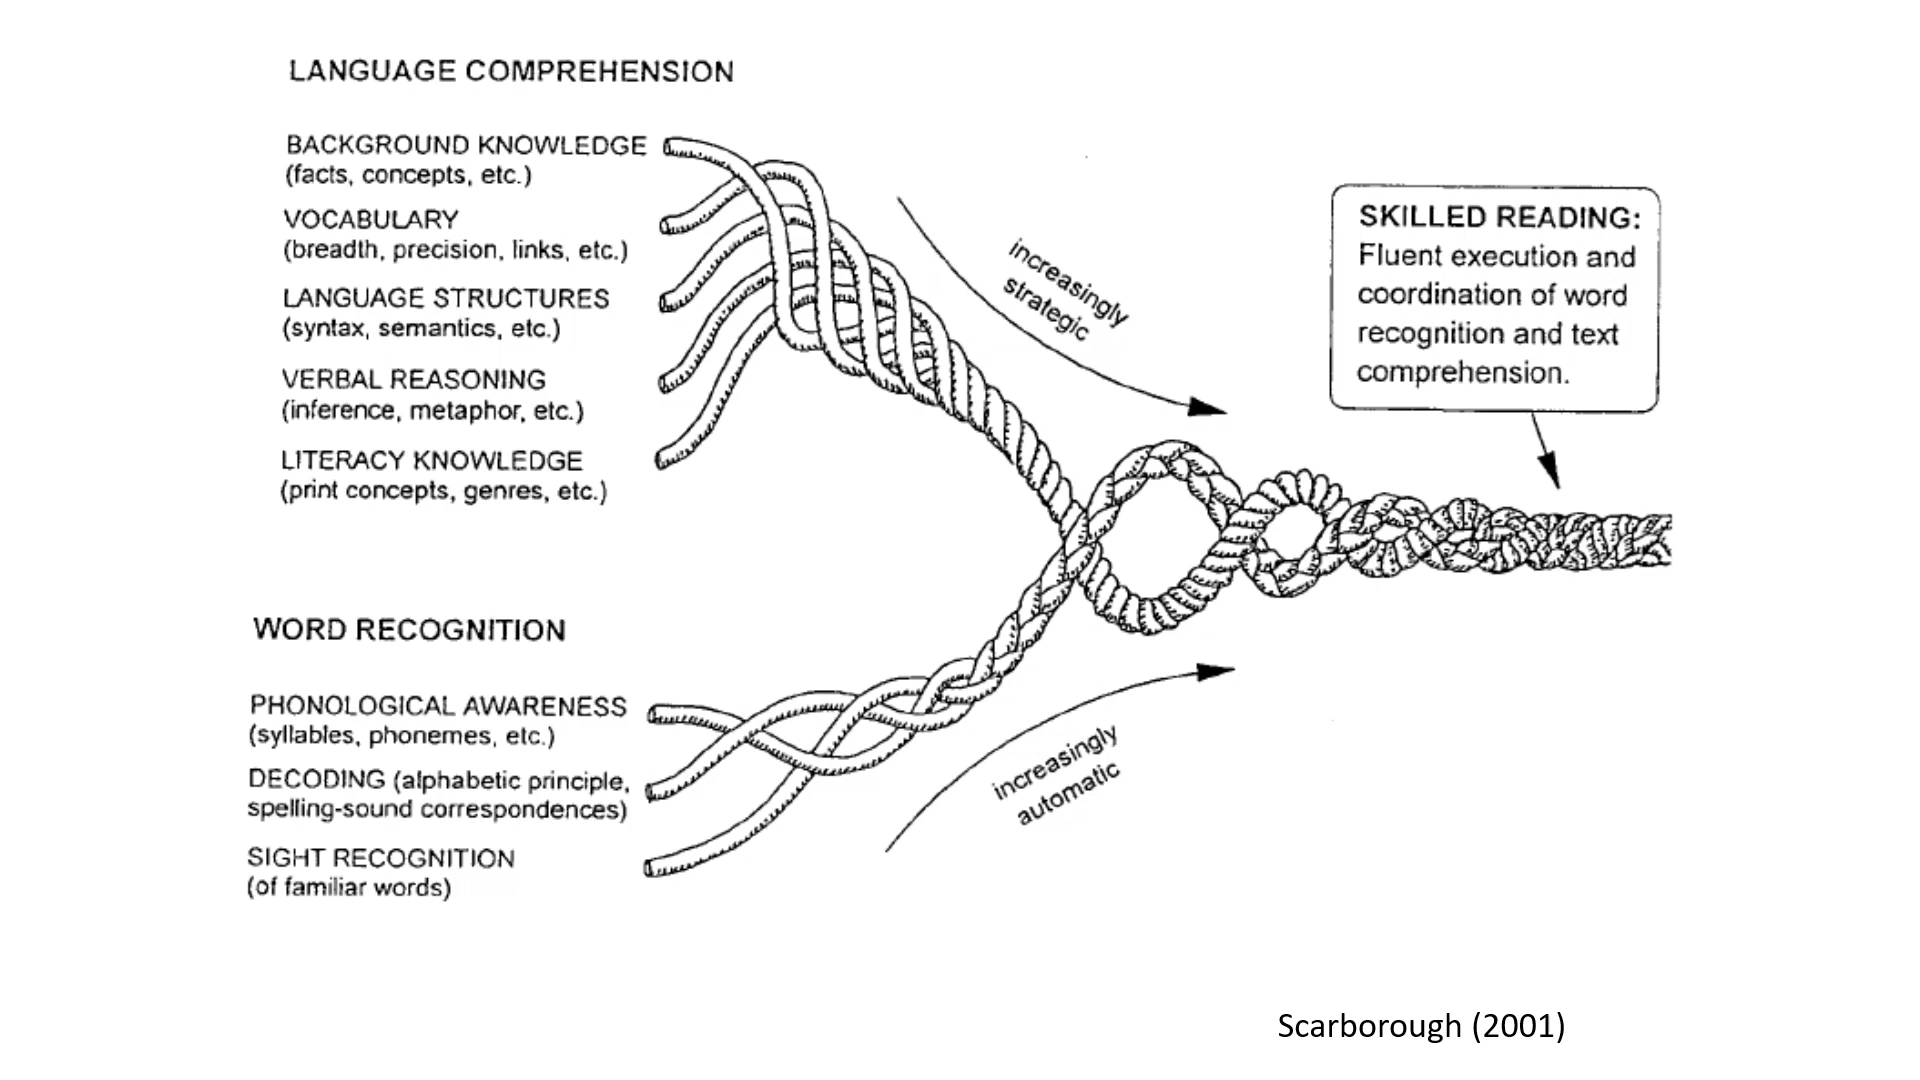 LANGUAGE COMPREHENSION
BACKGROUND KNOWLEDGE
(facts, concepts, etc.)
VOCABULARY
(breadth, precision, links, etc.)
LANGUAGE STRUCTURES
(syntax, semantics, etc.)
VERBAL REASONING
(inference, metaphor, etc.)
LITERACY KNOWLEDGE
(print concepts, genres, etc.)
increasingly
strategic
SKILLED READING:
Fluent execution and
coordination of word
recognition and text
comprehension.
WORD RECOGNITION
PHONOLOGICAL AWARENESS
(syllables, phonemes, etc.)
DECODING (alphabetic principle,
spelling-sound correspondences)
SIGHT RECOGNITION
(of familiar words)
increasingly
automatic
Scarborough (2001)